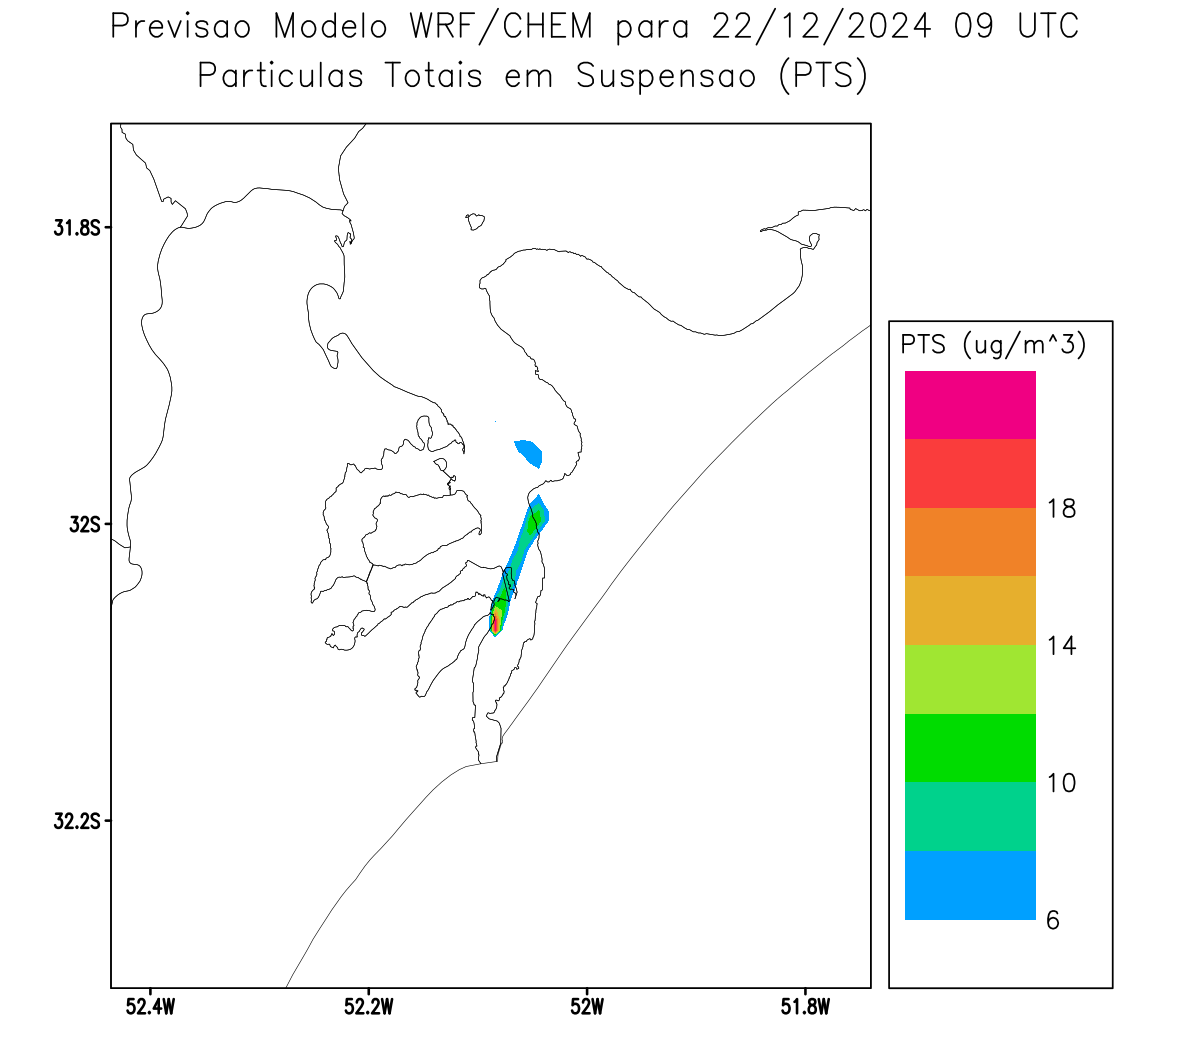 Previsao Modelo WRF/CHEM para 22/12/2024 09 UTC
Particulas Totais em Suspensao (PTS)
31.8S
32S
32.2S
52.4W
52.2W
52W
51.8W
PTS (ug/m^3)
18
14
10
6